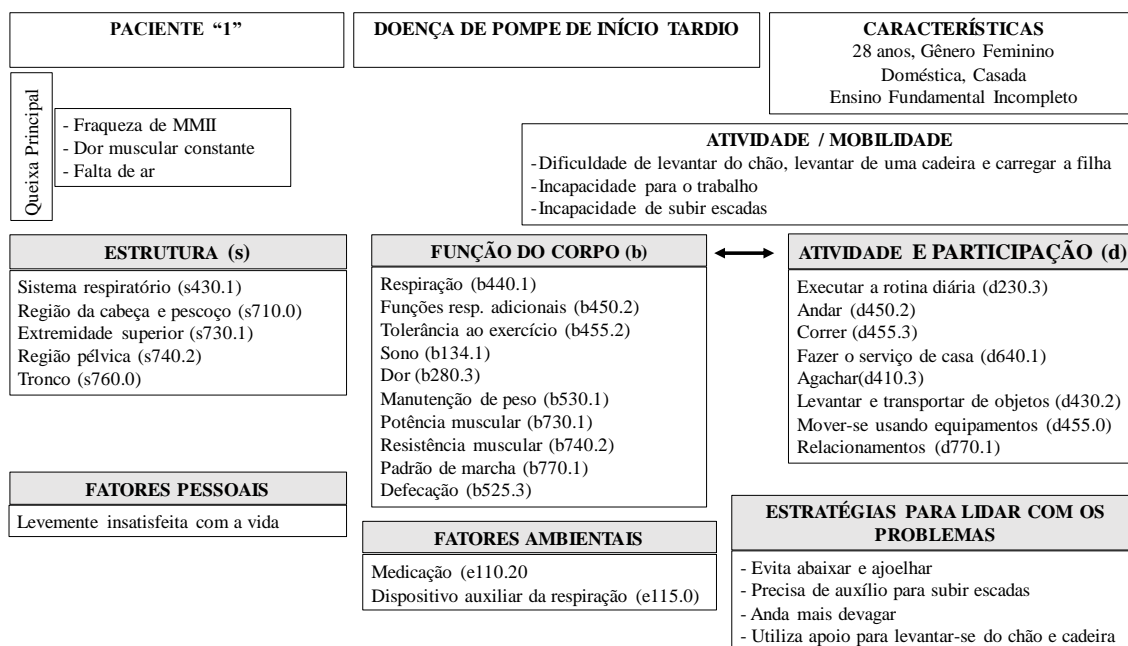 PACIENTE “1”
DOENÇA DE POMPE DE INÍCIO TARDIO
CARACTERÍSTICAS
28 anos, Gênero Feminino
Doméstica, Casada
Ensino Fundamental Incompleto
Queixa Principal
- Fraqueza de MMII
- Dor muscular constante
- Falta de ar
ATIVIDADE / MOBILIDADE
-Dificuldade de levantar do chão, levantar de uma cadeira e carregar a filha
-Incapacidade para o trabalho
-Incapacidade de subir escadas
ESTRUTURA (s)
Sistema respiratório (s430.1)
Região da cabeça e pescoço (s710.0)
Extremidade superior (s730.1)
Região pélvica (s740.2)
Tronco (s760.0)
FUNÇÃO DO CORPO (b)
Respiração (b440.1)
Funções resp. adicionais (b450.2)
Tolerância ao exercício (b455.2)
Sono (b134.1)
Dor (b280.3)
Manutenção de peso (b530.1)
Potência muscular (b730.1)
Resistência muscular (b740.2)
Padrão de marcha (b770.1)
Defecação (b525.3)
ATIVIDADE E PARTICIPAÇÃO (d)
Executar a rotina diária (d230.3)
Andar (d450.2)
Correr (d455.3)
Fazer o serviço de casa (d640.1)
Agachar(d410.3)
Levantar e transportar de objetos (d430.2)
Mover-se usando equipamentos (d455.0)
Relacionamentos (d770.1)
FATORES PESSOAIS
Levemente insatisfeita com a vida
FATORES AMBIENTAIS
Medicação (e110.20
Dispositivo auxiliar da respiração (e115.0)
ESTRATÉGIAS PARA LIDAR COM OS
PROBLEMAS
- Evita abaixar e ajoelhar
- Precisa de auxílio para subir escadas
- Anda mais devagar
- Utiliza apoio para levantar-se do chão e cadeira